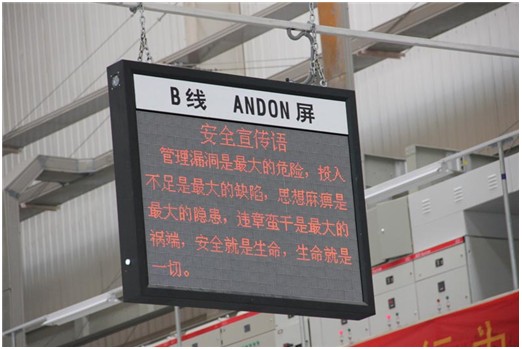 B线 ANDON屏
安全宣传语
管理漏洞是最大的危险，投入
不足是最大的缺陷，思想麻痹是
最大的隐患，违章蛮干是最大的
祸端，安全就是生命，生命就是
一切。
行为